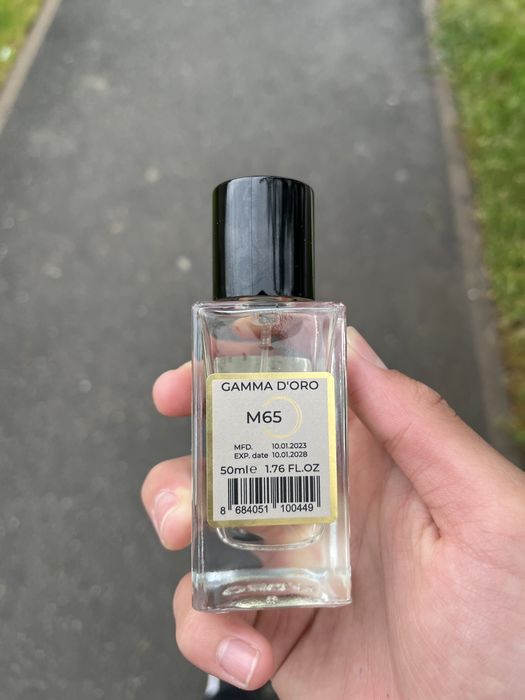 GAMMA D'ORO
M65
MFD. 10.01.2023
EXP. date 10.01.2028
50ml℮ 1.76 FL.OZ
8 684051 100449